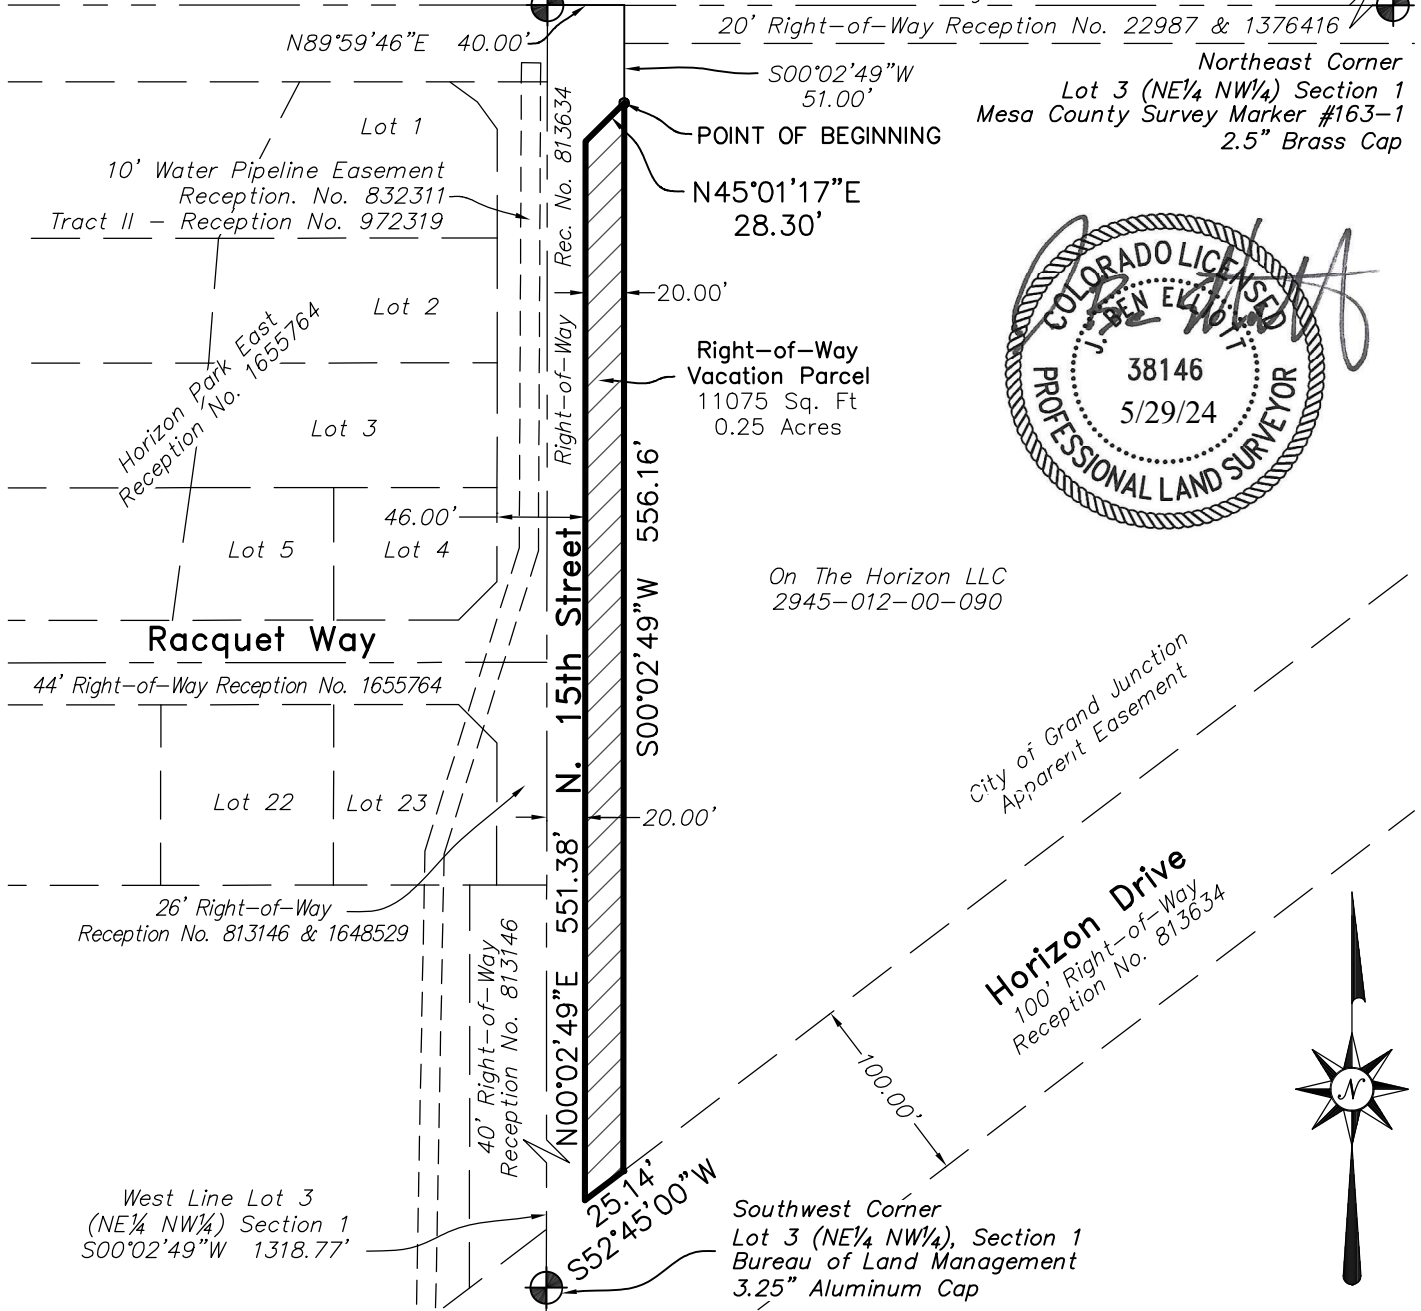 N89°59'46"E 40.00'
20' Right-of-Way Reception No. 22987 & 1376416
S00°02'49"W
51.00'
Northeast Corner
Lot 3 (NE¼ NW¼) Section 1
Mesa County Survey Marker #163-1
2.5" Brass Cap
POINT OF BEGINNING
N45°01'17"E
28.30'
Lot 1
10' Water Pipeline Easement
Reception. No. 832311
Tract II - Reception No. 972319
Right-of-Way Rec. No. 813634
20.00'
Lot 2
Horizon Park East
Reception No. 1655764
Right-of-Way
Vacation Parcel
11075 Sq. Ft
0.25 Acres
COLORADO LICENSED
J. BEN ELLIOTT
38146
5/29/24
PROFESSIONAL LAND SURVEYOR
Lot 3
46.00'
Lot 5
Lot 4
S00°02'49"W 556.16'
On The Horizon LLC
2945-012-00-090
Racquet Way
44' Right-of-Way Reception No. 1655764
N. 15th Street
City of Grand Junction
Apparent Easement
Lot 22
Lot 23
20.00'
N00°02'49"E 551.38'
26' Right-of-Way
Reception No. 813146 & 1648529
40' Right-of-Way
Reception No. 813146
Horizon Drive
100' Right-of-Way
Reception No. 813634
100.00'
N
25.14'
S52°45'00"W
West Line Lot 3
(NE¼ NW¼) Section 1
S00°02'49"W 1318.77'
Southwest Corner
Lot 3 (NE¼ NW¼), Section 1
Bureau of Land Management
3.25" Aluminum Cap